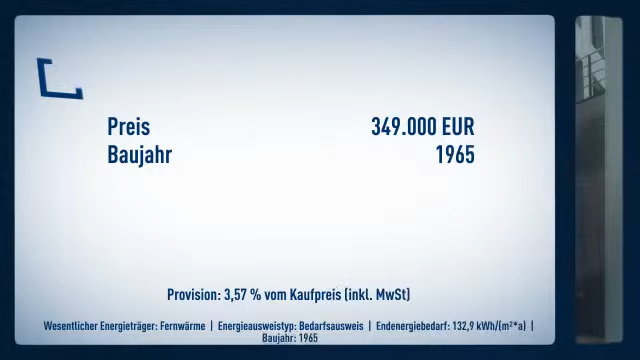 Preis 349.000 EUR
Baujahr 1965
Provision: 3,57 % vom Kaufpreis (inkl. MwSt)
Wesentlicher Energieträger: Fernwärme | Energieausweistyp: Bedarfsausweis | Endenergiebedarf: 132,9 kWh/(m²*a) |
Baujahr: 1965